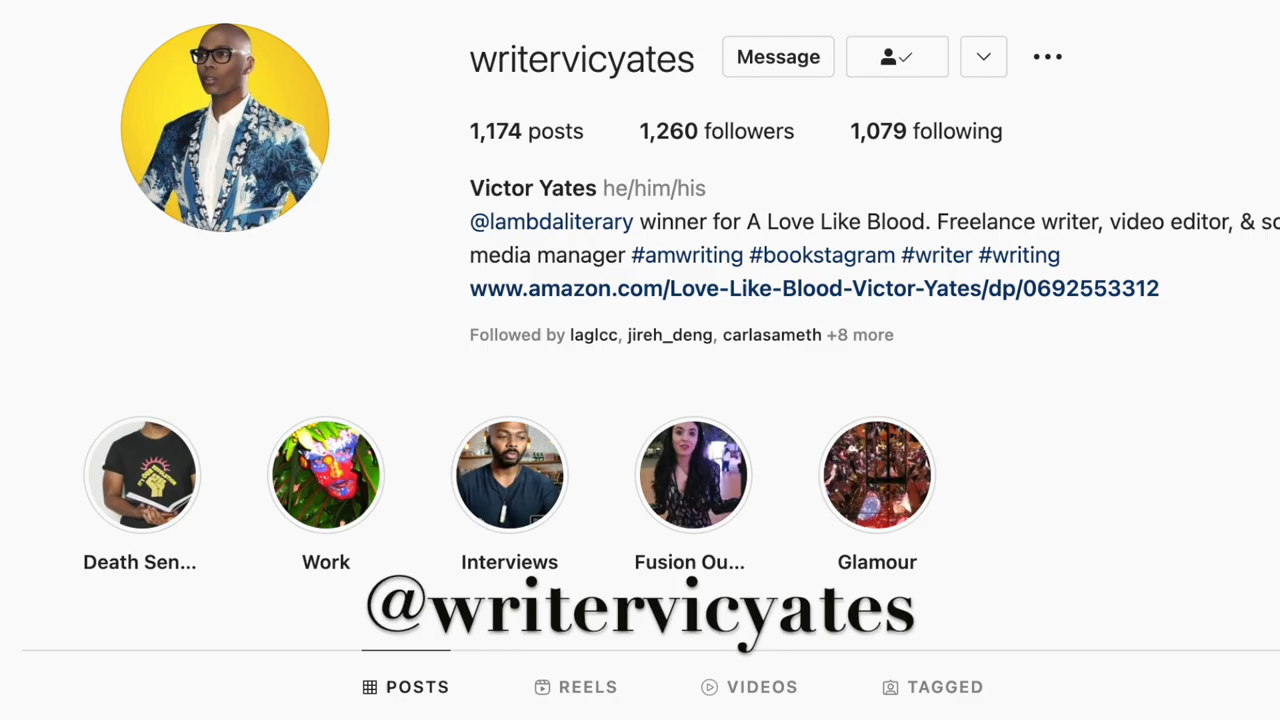 writervicyates Message
1,174 posts 1,260 followers 1,079 following
Victor Yates he/him/his
@lambdaliterary winner for A Love Like Blood. Freelance writer, video editor, & so
media manager #amwriting #bookstagram #writer #writing
www.amazon.com/Love-Like-Blood-Victor-Yates/dp/0692553312
Followed by laglcc, jireh_deng, carlasameth +8 more
Death Sen... Work Interviews Fusion Ou... Glamour
@writervicyates
POSTS REELS VIDEOS TAGGED